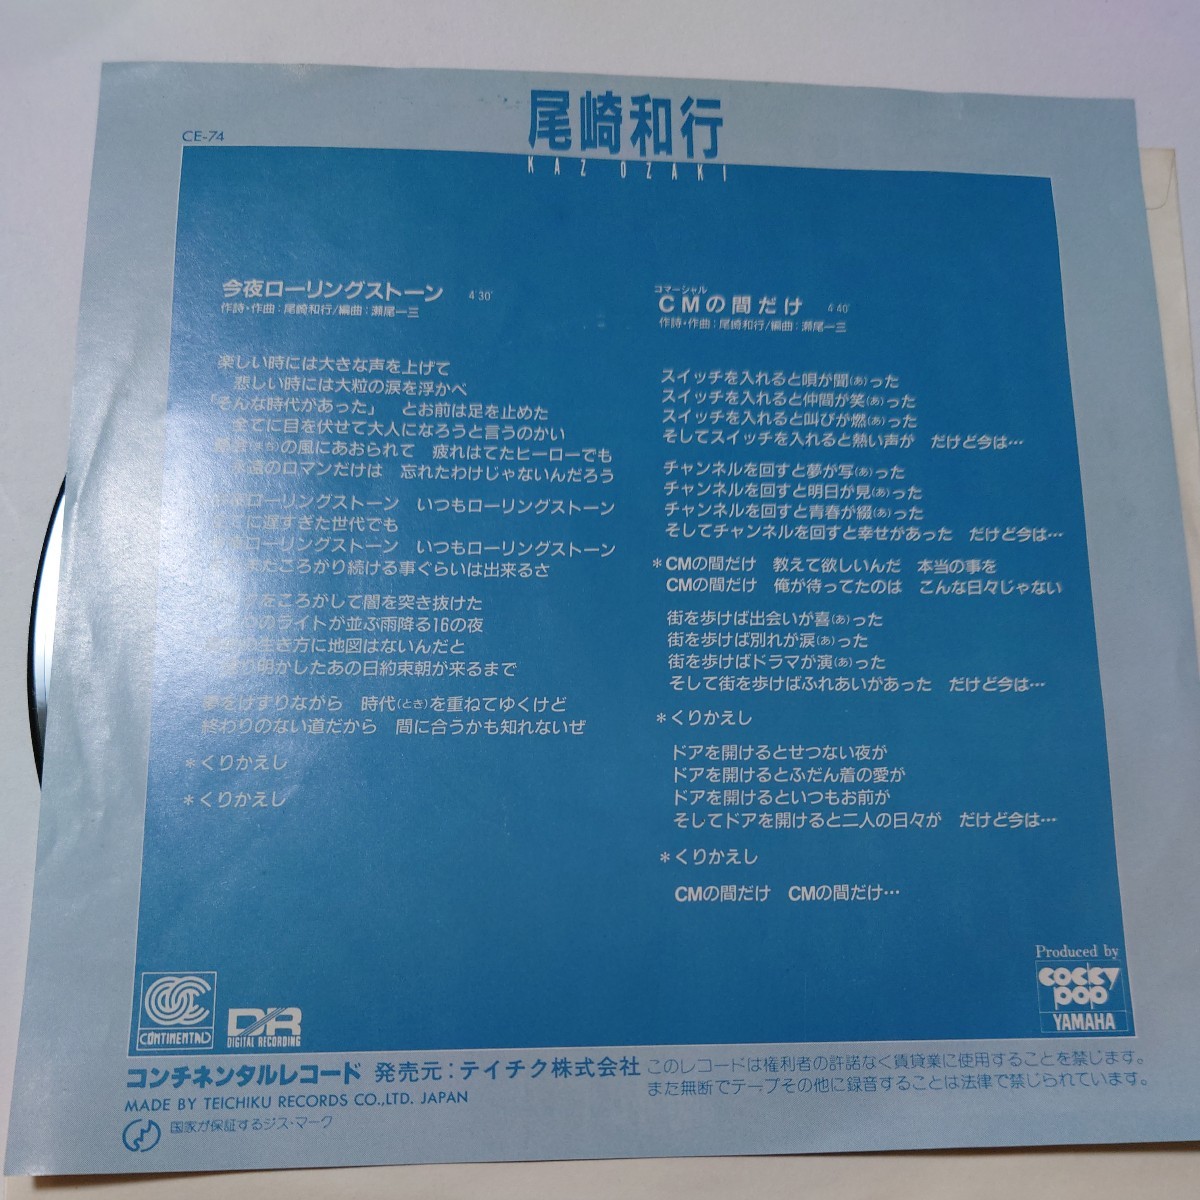 尾崎和行
KAZ OZAKI
CE-74
今夜ローリングストーン 4'30"
作詩・作曲：尾崎和行/編曲：瀬尾一三
楽しい時には大きな声を上げて
悲しい時には大粒の涙を浮かべ
「そんな時代があった」 とお前は足を止めた
全てに目を伏せて大人になろうと言うのかい
(まち)の風にあおられて 疲れはてたヒーローでも
永遠のロマンだけは 忘れたわけじゃないんだろう
今夜ローリングストーン いつもローリングストーン
てに遅すぎた世代でも
ローリングストーン いつもローリングストーン
ころがり続ける事ぐらいは出来るさ
をころがして闇を突き抜けた
のライトが並ぶ雨降る16の夜
生き方に地図はないんだと
り明かしたあの日約束朝が来るまで
夢をけずりながら 時代(とき)を重ねてゆくけど
終わりのない道だから 間に合うかも知れないぜ
＊くりかえし
＊くりかえし
コマーシャル
CMの間だけ 4'40"
作詩・作曲：尾崎和行/編曲：瀬尾一三
スイッチを入れると唄が聞(あ)った
スイッチを入れると仲間が笑(あ)った
スイッチを入れると叫びが燃(あ)った
そしてスイッチを入れると熱い声が だけど今は…
チャンネルを回すと夢が写(あ)った
チャンネルを回すと明日が見(あ)った
チャンネルを回すと青春が綴(あ)った
そしてチャンネルを回すと幸せがあった だけど今は…
＊CMの間だけ 教えて欲しいんだ 本当の事を
CMの間だけ 俺が待ってたのは こんな日々じゃない
街を歩けば出会いが喜(あ)った
街を歩けば別れが涙(あ)った
街を歩けばドラマが演(あ)った
そして街を歩けばふれあいがあった だけど今は…
＊くりかえし
ドアを開けるとせつない夜が
ドアを開けるとふだん着の愛が
ドアを開けるといつもお前が
そしてドアを開けると二人の日々が だけど今は…
＊くりかえし
CMの間だけ CMの間だけ…
Produced by
COCKY
POP
YAMAHA
CONTINENTAL
DR
DIGITAL RECORDING
コンチネンタルレコード 発売元：テイチク株式会社
このレコードは権利者の許諾なく賃貸業に使用することを禁じます。
また無断でテープその他に録音することは法律で禁じられています。
MADE BY TEICHIKU RECORDS CO.,LTD. JAPAN
国家が保証するジス・マーク